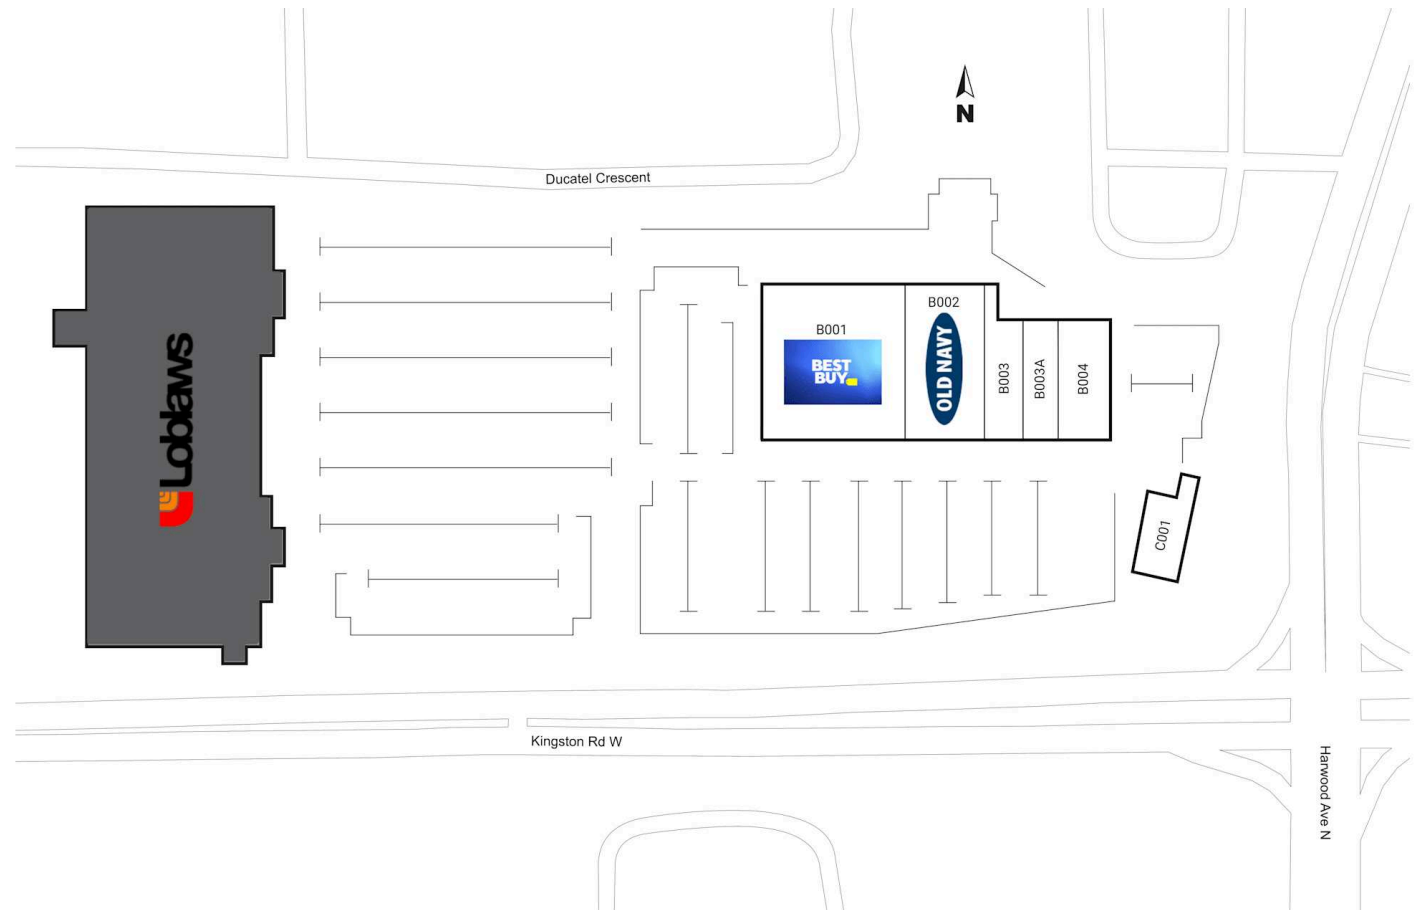 N
Ducatel Crescent
B001
BEST
BUY
B002
OLD NAVY
B003
B003A
B004
Loblaws
C001
Kingston Rd W
Harwood Ave N